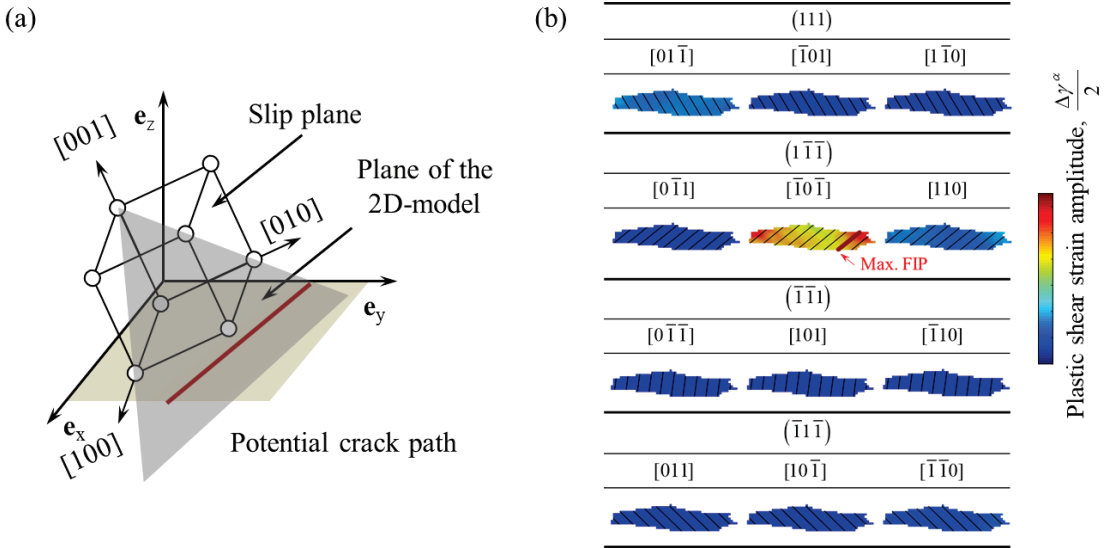 (a)
e_z
[001]
Slip plane
Plane of the
2D-model
[010]
e_y
e_x
[100]
Potential crack path
(b)
(111)
[011̅] [1̅01] [11̅0]
(11̅1̅)
[01̅1] [1̅01̅] [110]
Max. FIP
(1̅1̅1)
[01̅1̅] [101] [1̅10]
(1̅11̅)
[011] [101̅] [1̅1̅0]
Plastic shear strain amplitude, Δγ^α/2